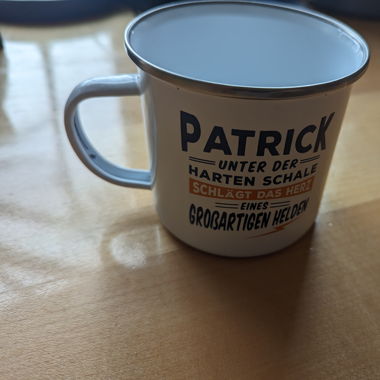 PATRICK
UNTER DER
HARTEN SCHALE
SCHLÄGT DAS HERZ
EINES
GROẞARTIGEN HELDEN